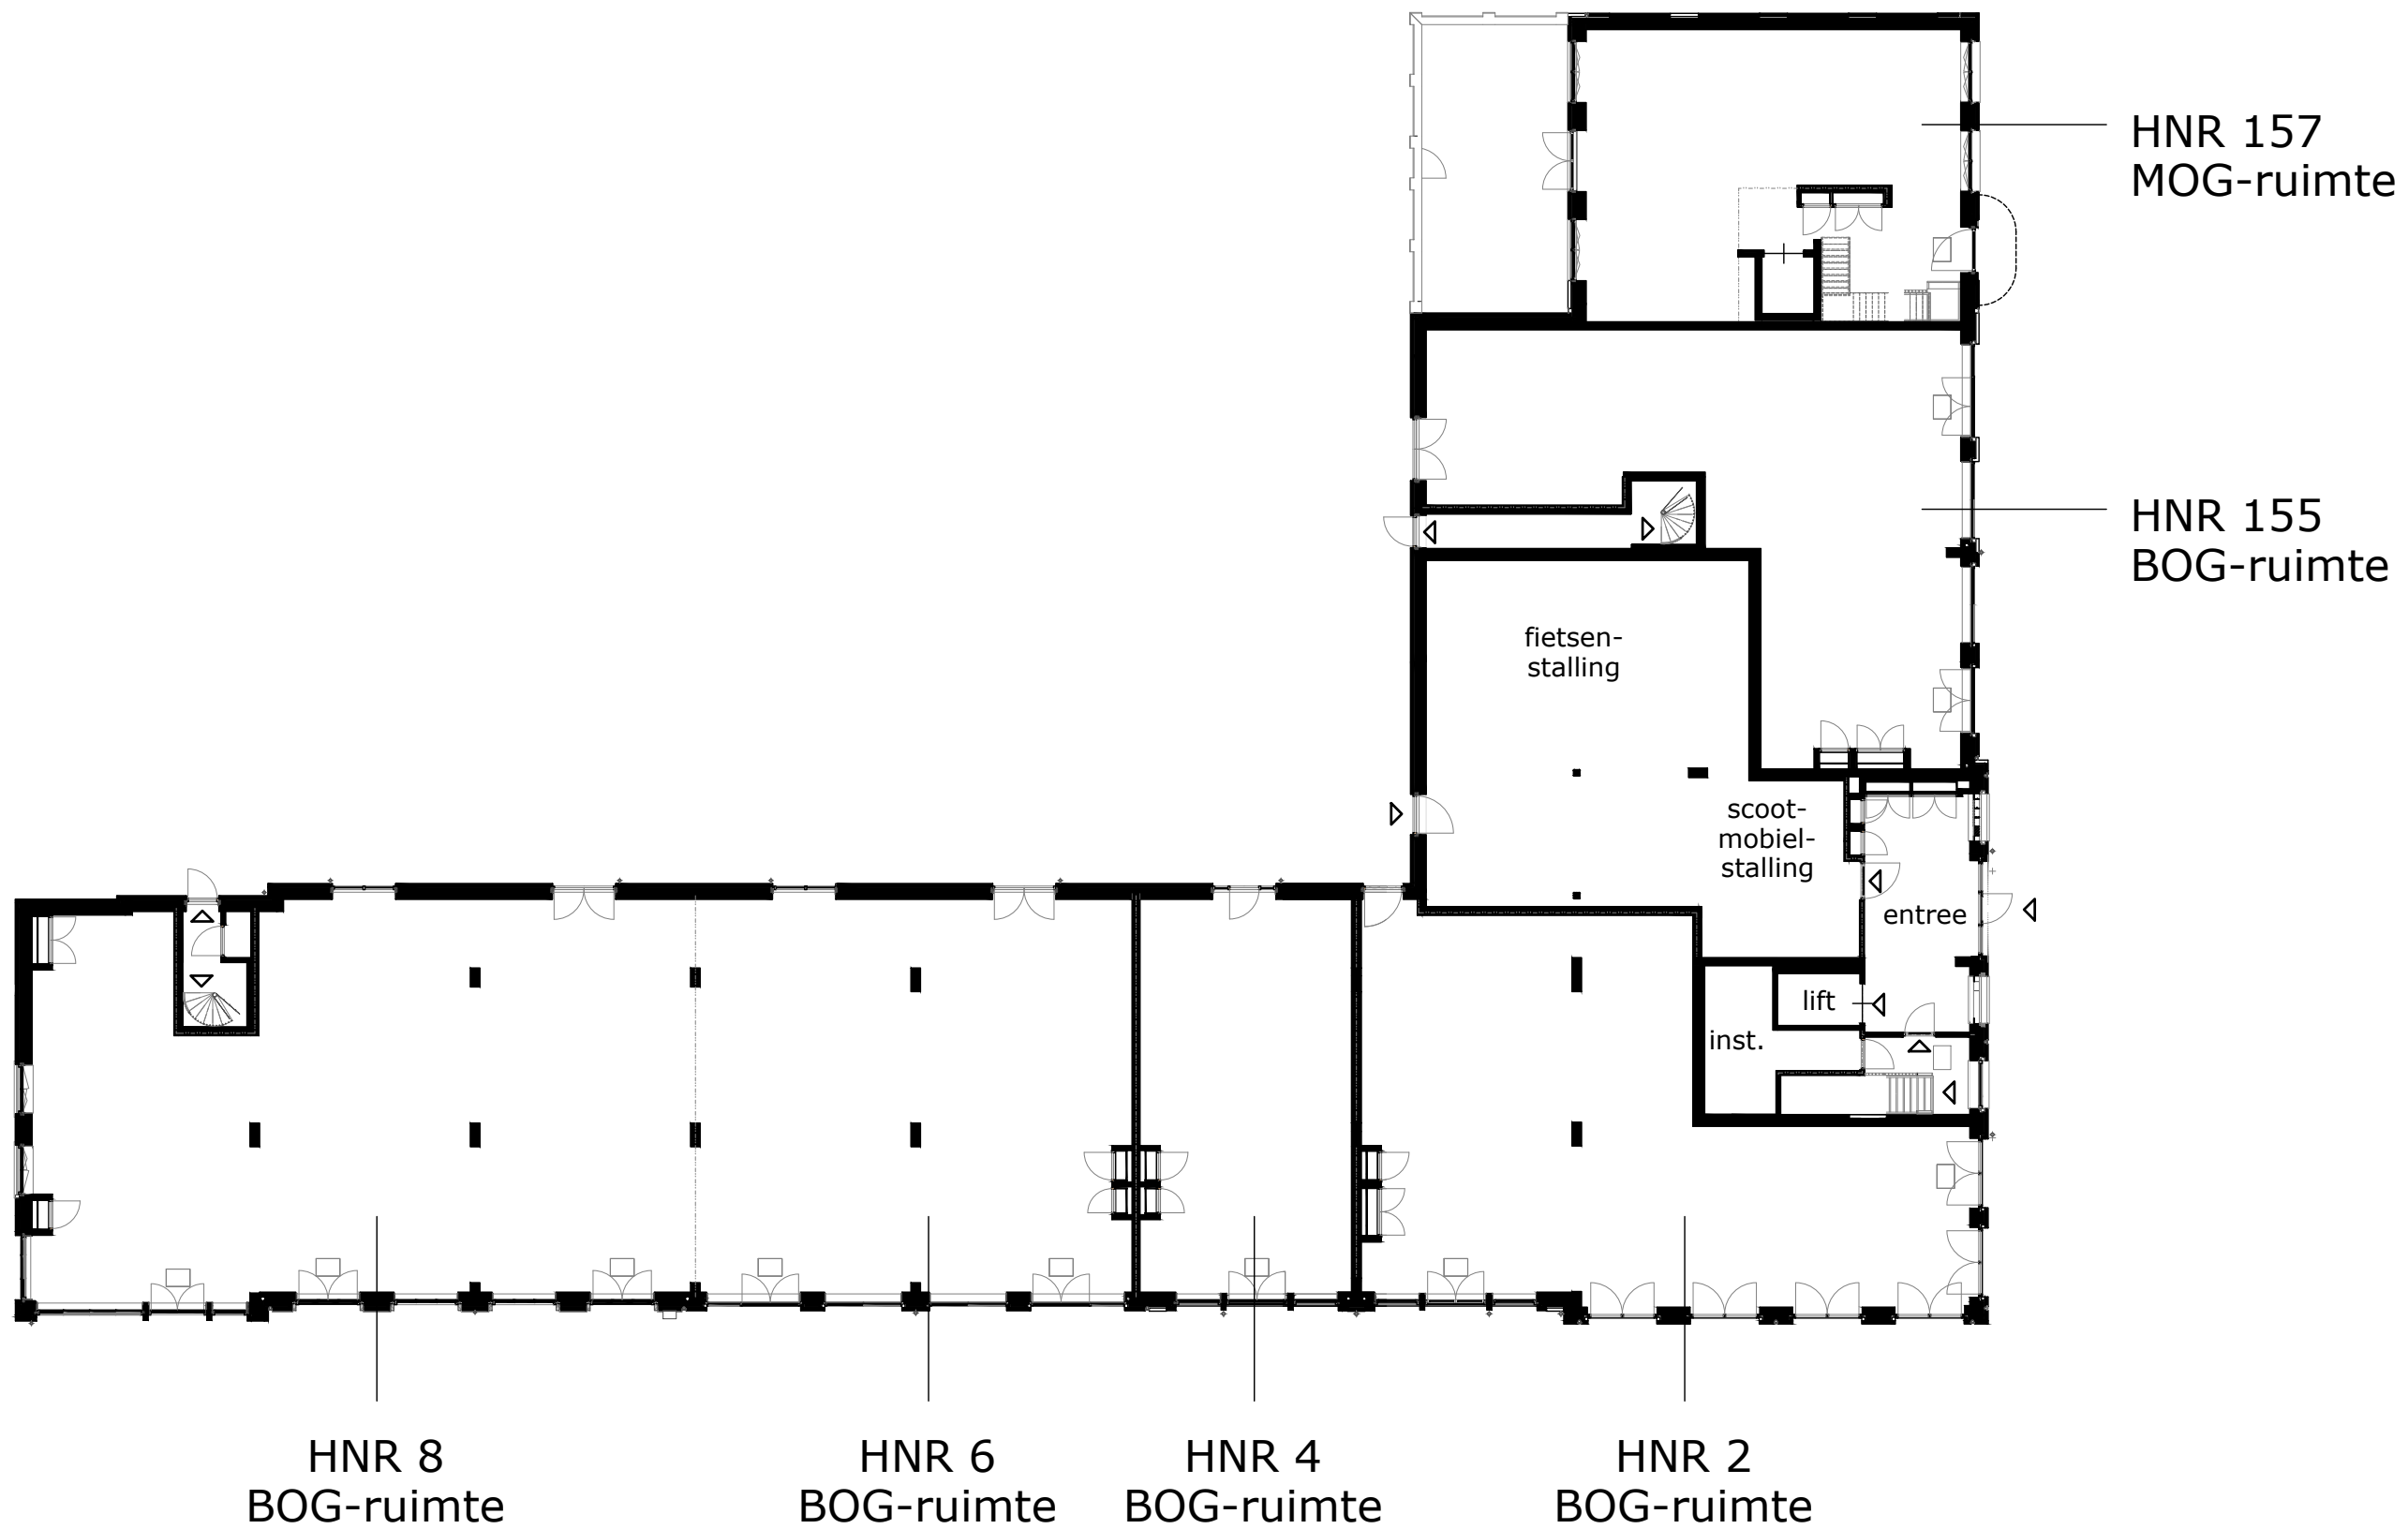 HNR 157
MOG-ruimte
HNR 155
BOG-ruimte
fietsen-
stalling
scoot-
mobiel-
stalling
entree
lift
inst.
HNR 8
BOG-ruimte
HNR 6
BOG-ruimte
HNR 4
BOG-ruimte
HNR 2
BOG-ruimte